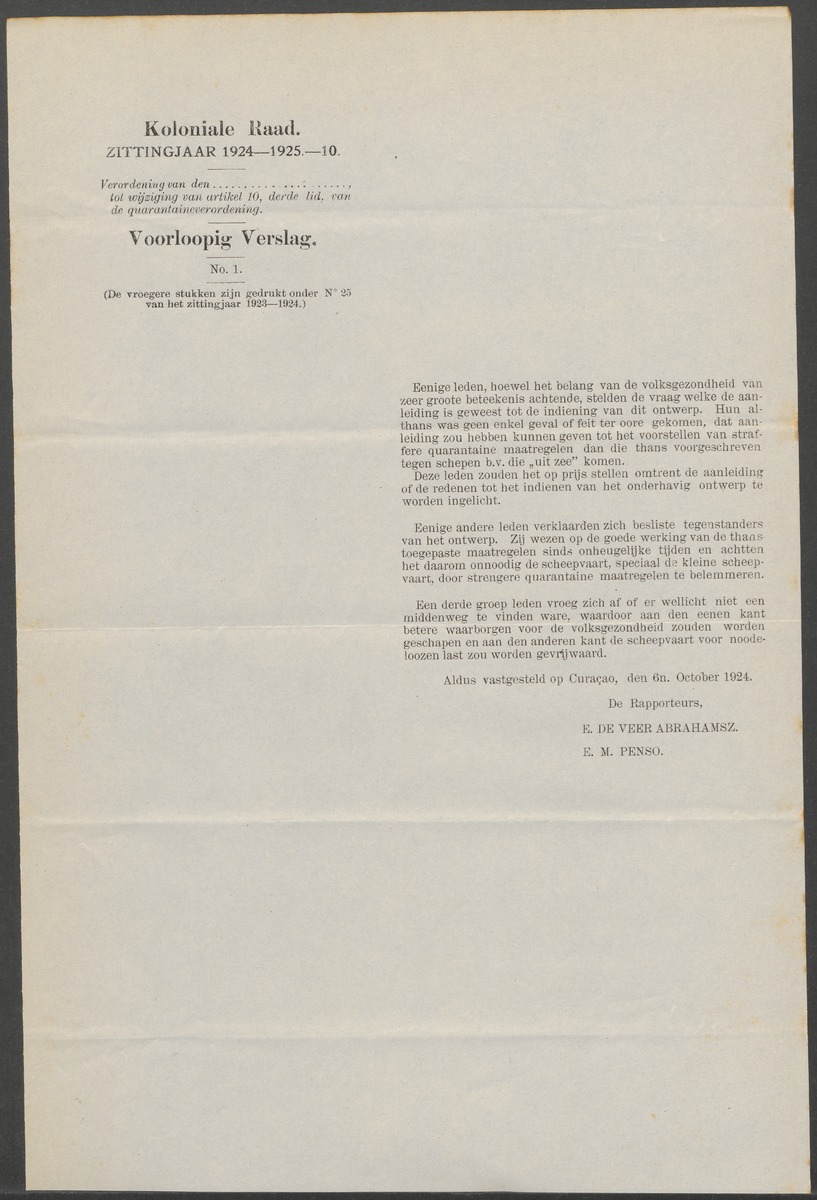 Koloniale Raad.
ZITTINGJAAR 1924—1925.—10.
Verordening van den . . . . . . . . . . . . . . . . . . . . ,
tot wijziging van artikel 10, derde lid, van
de quarantaineverordening.
Voorloopig Verslag.
No. 1.
(De vroegere stukken zijn gedrukt onder N° 25
van het zittingjaar 1923—1924.)
Eenige leden, hoewel het belang van de volksgezondheid van
zeer groote beteekenis achtende, stelden de vraag welke de aan-
leiding is geweest tot de indiening van dit ontwerp. Hun al-
thans was geen enkel geval of feit ter oore gekomen, dat aan-
leiding zou hebben kunnen geven tot het voorstellen van straf-
fere quarantaine maatregelen dan die thans voorgeschreven
tegen schepen b.v. die „uit zee” komen.
Deze leden zouden het op prijs stellen omtrent de aanleiding
of de redenen tot het indienen van het onderhavig ontwerp te
worden ingelicht.
Eenige andere leden verklaarden zich besliste tegenstanders
van het ontwerp. Zij wezen op de goede werking van de thans
toegepaste maatregelen sinds onheugelijke tijden en achtten
het daarom onnoodig de scheepvaart, speciaal de kleine scheep-
vaart, door strengere quarantaine maatregelen te belemmeren.
Een derde groep leden vroeg zich af of er wellicht niet een
middenweg te vinden ware, waardoor aan den eenen kant
betere waarborgen voor de volksgezondheid zouden worden
geschapen en aan den anderen kant de scheepvaart voor noode-
loozen last zou worden gevrijwaard.
Aldus vastgesteld op Curaçao, den 6n. October 1924.
De Rapporteurs,
E. DE VEER ABRAHAMSZ.
E. M. PENSO.